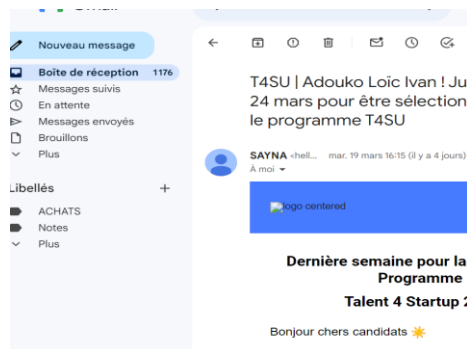 Nouveau message
Boîte de réception 1176
Messages suivis
En attente
Messages envoyés
Brouillons
Plus
Libellés
ACHATS
Notes
Plus
T4SU | Adouko Loïc Ivan ! Ju
24 mars pour être sélection
le programme T4SU
SAYNA <hell... mar. 19 mars 16:15 (il y a 4 jours)
À moi
logo centered
Dernière semaine pour la
Programme
Talent 4 Startup 2
Bonjour chers candidats